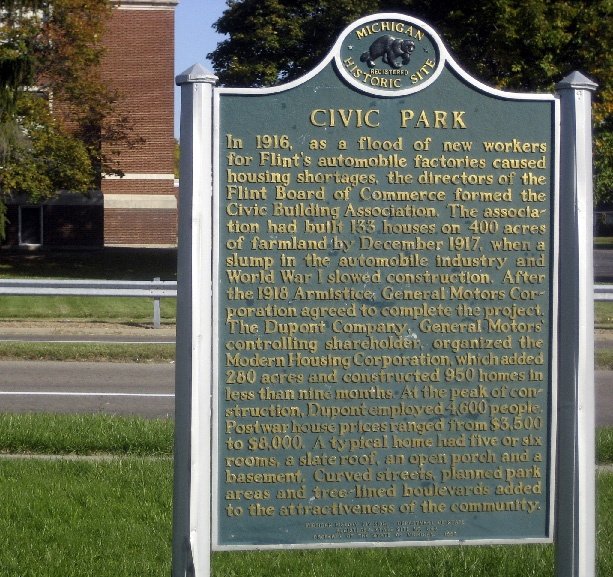 MICHIGAN
REGISTERED
HISTORIC SITE
CIVIC PARK
In 1916, as a flood of new workers
for Flint's automobile factories caused
housing shortages, the directors of the
Flint Board of Commerce formed the
Civic Building Association. The associa-
tion had built 133 houses on 400 acres
of farmland by December 1917, when a
slump in the automobile industry and
World War I slowed construction. After
the 1918 Armistice, General Motors Cor-
poration agreed to complete the project.
The Dupont Company, General Motors'
controlling shareholder, organized the
Modern Housing Corporation, which added
280 acres and constructed 950 homes in
less than nine months. At the peak of con-
struction, Dupont employed 4,600 people.
Postwar house prices ranged from $3,500
to $8,000. A typical home had five or six
rooms, a slate roof, an open porch and a
basement. Curved streets, planned park
areas and tree-lined boulevards added
to the attractiveness of the community.